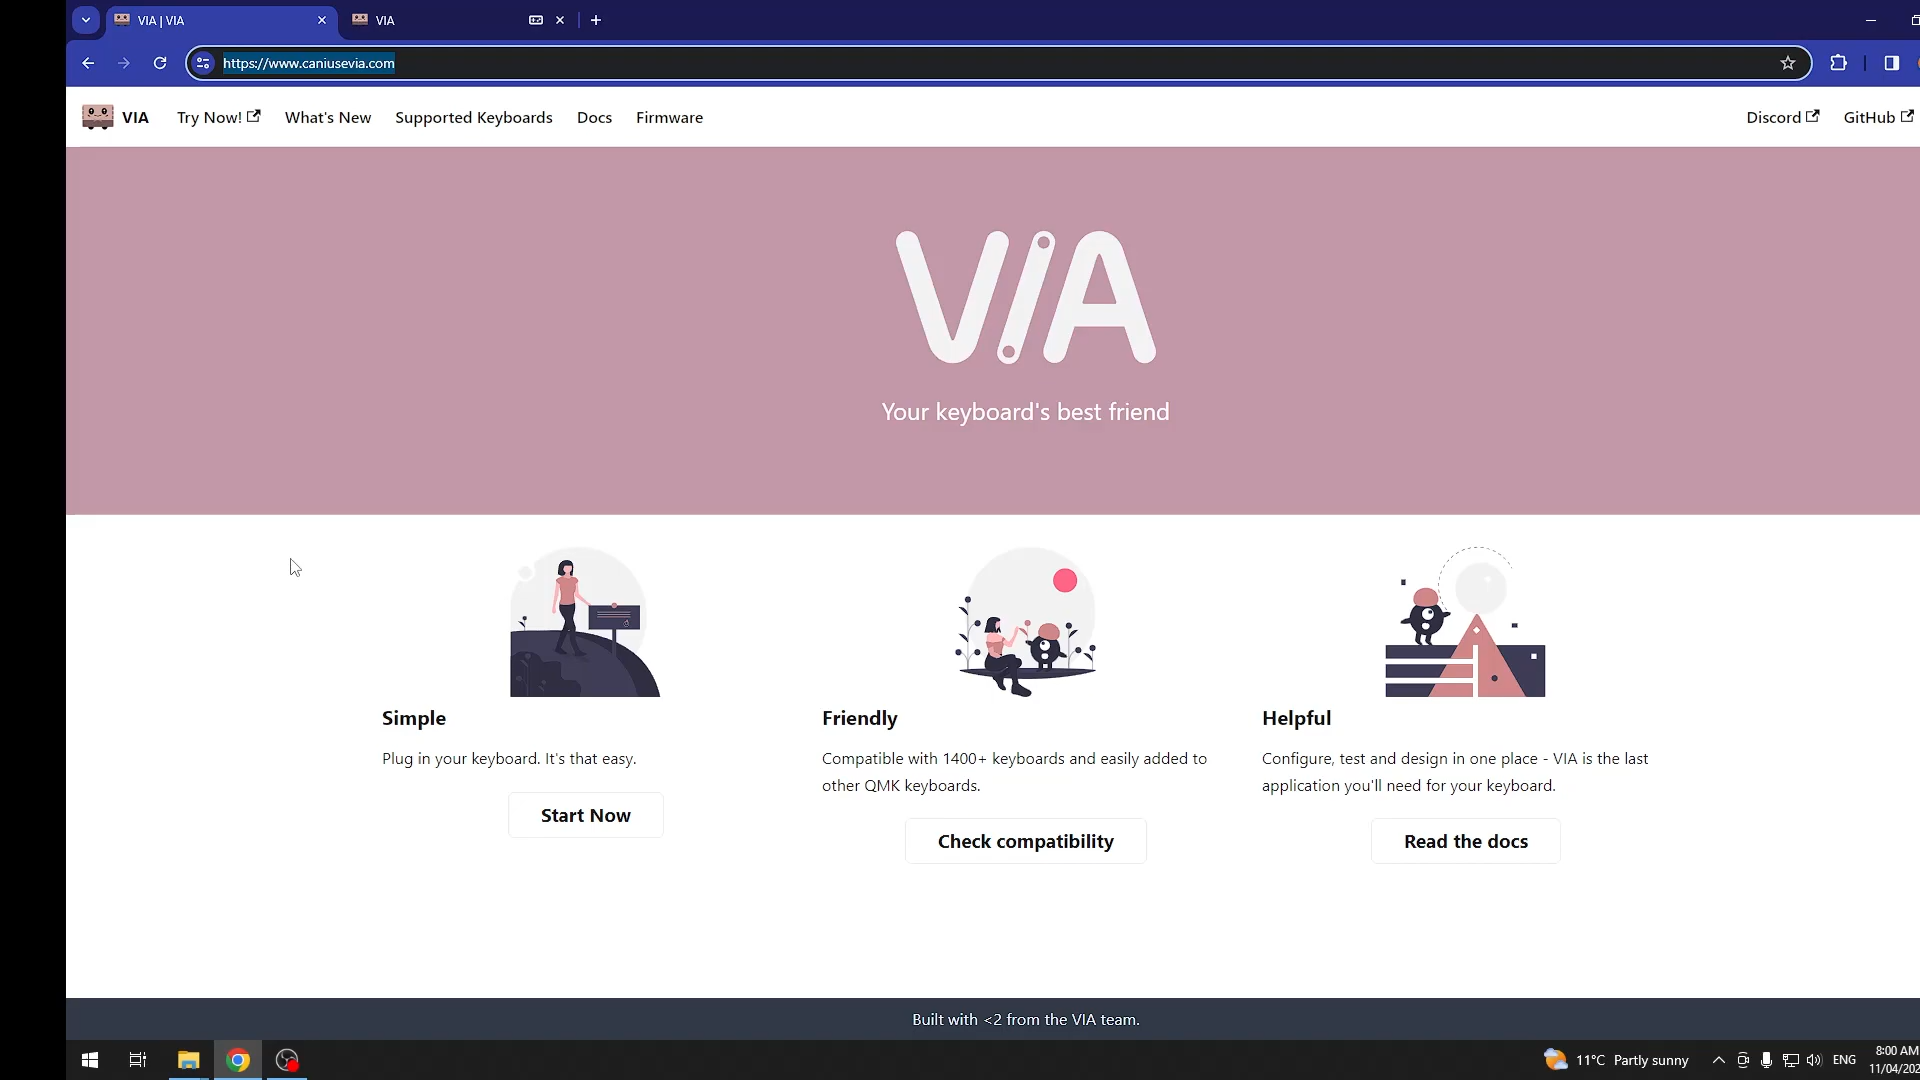 VIA | VIA
VIA
https://www.caniusevia.com
VIA
Try Now!
What's New
Supported Keyboards
Docs
Firmware
Discord
GitHub
VIA
Your keyboard's best friend
Simple
Plug in your keyboard. It's that easy.
Start Now
Friendly
Compatible with 1400+ keyboards and easily added to
other QMK keyboards.
Check compatibility
Helpful
Configure, test and design in one place - VIA is the last
application you'll need for your keyboard.
Read the docs
Built with <2 from the VIA team.
11°C Partly sunny
ENG
8:00 AM
11/04/202